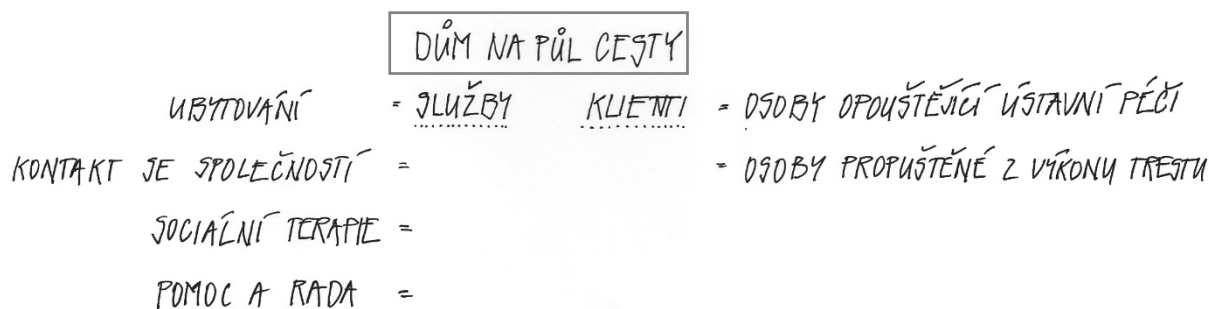 DŮM NA PŮL CESTY
UBYTOVÁNÍ = SLUŽBY KLIENTI = OSOBY OPOUŠTĚJÍCÍ ÚSTAVNÍ PÉČI
KONTAKT SE SPOLEČNOSTÍ = = OSOBY PROPUŠTĚNÉ Z VÝKONU TRESTU
SOCIÁLNÍ TERAPIE =
POMOC A RADA =